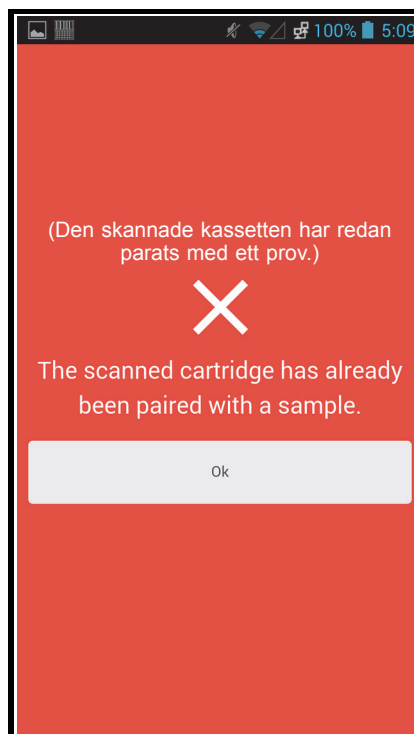 100% 5:09
(Den skannade kassetten har redan
parats med ett prov.)
The scanned cartridge has already
been paired with a sample.
Ok